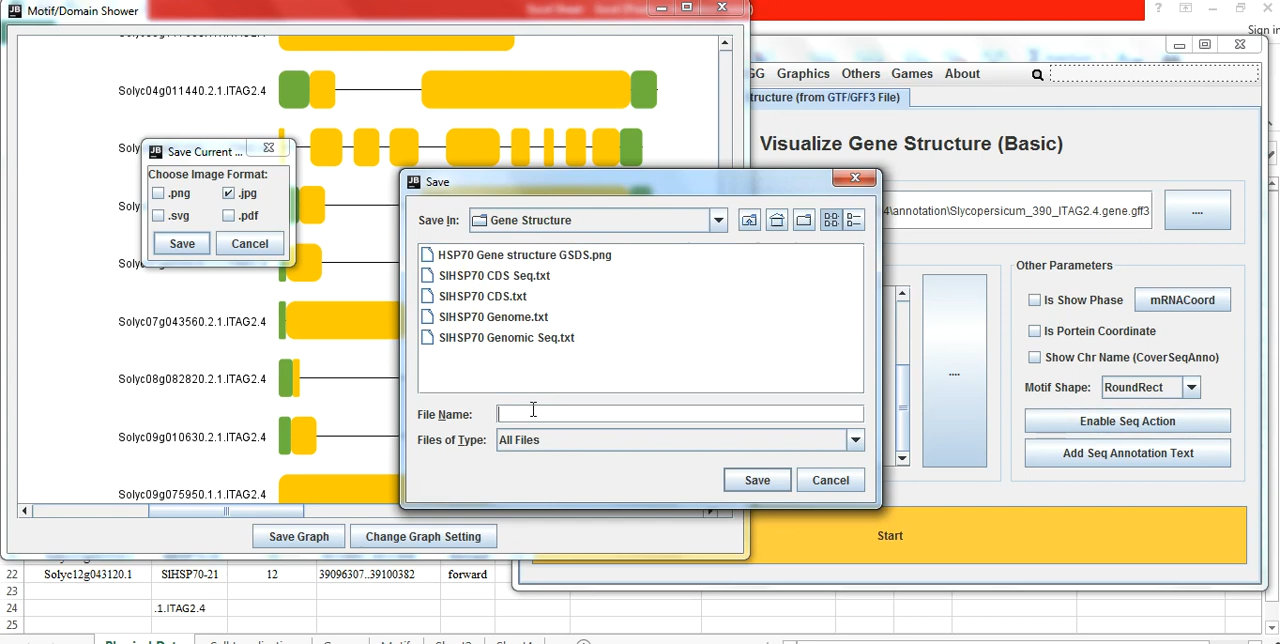 JB Motif/Domain Shower
Sign in
Solyc04g011440.2.1.ITAG2.4
Soly
Solyc0
Solyc0
Solyc07g043560.2.1.ITAG2.4
Solyc08g082820.2.1.ITAG2.4
Solyc09g010630.2.1.ITAG2.4
Solyc09g075950.1.1.ITAG2.4
Save Graph
Change Graph Setting
JB Save Current ...
Choose Image Format:
.png .jpg
.svg .pdf
Save Cancel
JB Save
Save In: Gene Structure
HSP70 Gene structure GSDS.png
SlHSP70 CDS Seq.txt
SlHSP70 CDS.txt
SlHSP70 Genome.txt
SlHSP70 Genomic Seq.txt
File Name:
Files of Type: All Files
Save Cancel
GG Graphics Others Games About
tructure (from GTF/GFF3 File)
Visualize Gene Structure (Basic)
4\annotation\Slycopersicum_390_ITAG2.4.gene.gff3
....
....
Other Parameters
Is Show Phase mRNACoord
Is Portein Coordinate
Show Chr Name (CoverSeqAnno)
Motif Shape: RoundRect
Enable Seq Action
Add Seq Annotation Text
Start
22 Solyc12g043120.1 SlHSP70-21 12 39096307..39100382 forward
23
24 .1.ITAG2.4
25